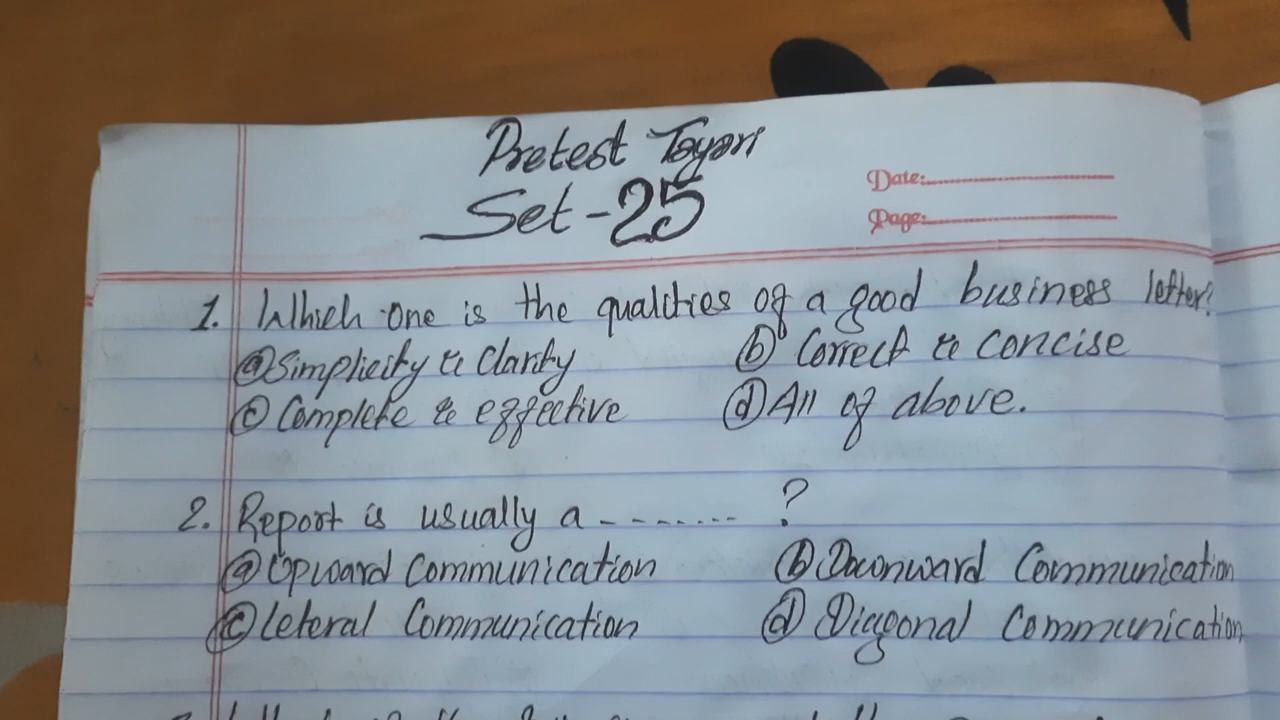 Pretest Tayari
Set-25
Date:
Page:
1. Which one is the qualities of a good business letter?
(a) Simplicity & Clarity (b) Correct & concise
(c) Complete & effective (d) All of above.
2. Report is usually a -------- ?
(a) Upward Communication (b) Downward Communication
(c) Leteral Communication (d) Diagonal Communication